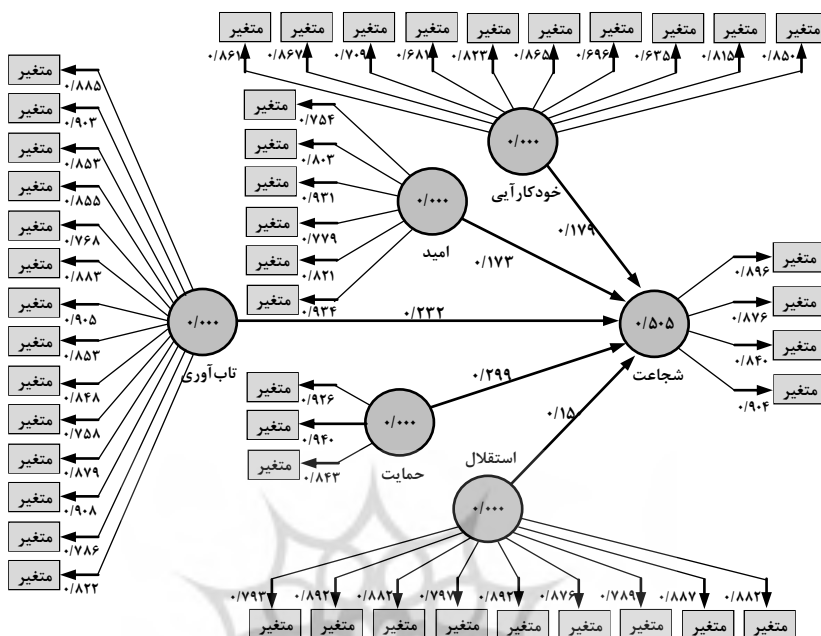 متغیر متغیر متغیر متغیر متغیر متغیر متغیر متغیر متغیر متغیر
۰/۸۵۰ ۰/۸۱۵ ۰/۶۳۵ ۰/۶۹۶ ۰/۸۶۵ ۰/۸۲۳ ۰/۶۸۱ ۰/۷۰۹ ۰/۸۶۷ ۰/۸۶۱
۰/۰۰۰
خودکارآیی
۰/۱۷۹
متغیر
۰/۸۹۶
متغیر
۰/۸۷۶
متغیر
۰/۸۴۰
متغیر
۰/۹۰۴
۰/۵۰۵
شجاعت
متغیر
۰/۷۵۴
متغیر
۰/۸۰۳
متغیر
۰/۹۳۱
متغیر
۰/۷۷۹
متغیر
۰/۸۲۱
متغیر
۰/۹۳۴
۰/۰۰۰
امید
۰/۱۷۳
متغیر
۰/۸۸۵
متغیر
۰/۹۰۳
متغیر
۰/۸۵۳
متغیر
۰/۸۵۵
متغیر
۰/۷۶۸
متغیر
۰/۸۸۳
متغیر
۰/۹۰۵
متغیر
۰/۸۵۳
متغیر
۰/۸۴۸
متغیر
۰/۷۵۸
متغیر
۰/۸۷۹
متغیر
۰/۹۰۸
متغیر
۰/۷۸۶
متغیر
۰/۸۲۲
۰/۰۰۰
تاب‌آوری
۰/۲۳۲
متغیر
۰/۹۲۶
متغیر
۰/۹۴۰
متغیر
۰/۸۴۳
۰/۰۰۰
حمایت
۰/۲۹۹
استقلال
۰/۰۰۰
۰/۱۵۰
۰/۸۸۲ ۰/۸۸۷ ۰/۷۸۹ ۰/۸۷۶ ۰/۸۹۲ ۰/۷۹۷ ۰/۸۸۲ ۰/۸۹۲ ۰/۷۹۳
متغیر متغیر متغیر متغیر متغیر متغیر متغیر متغیر متغیر